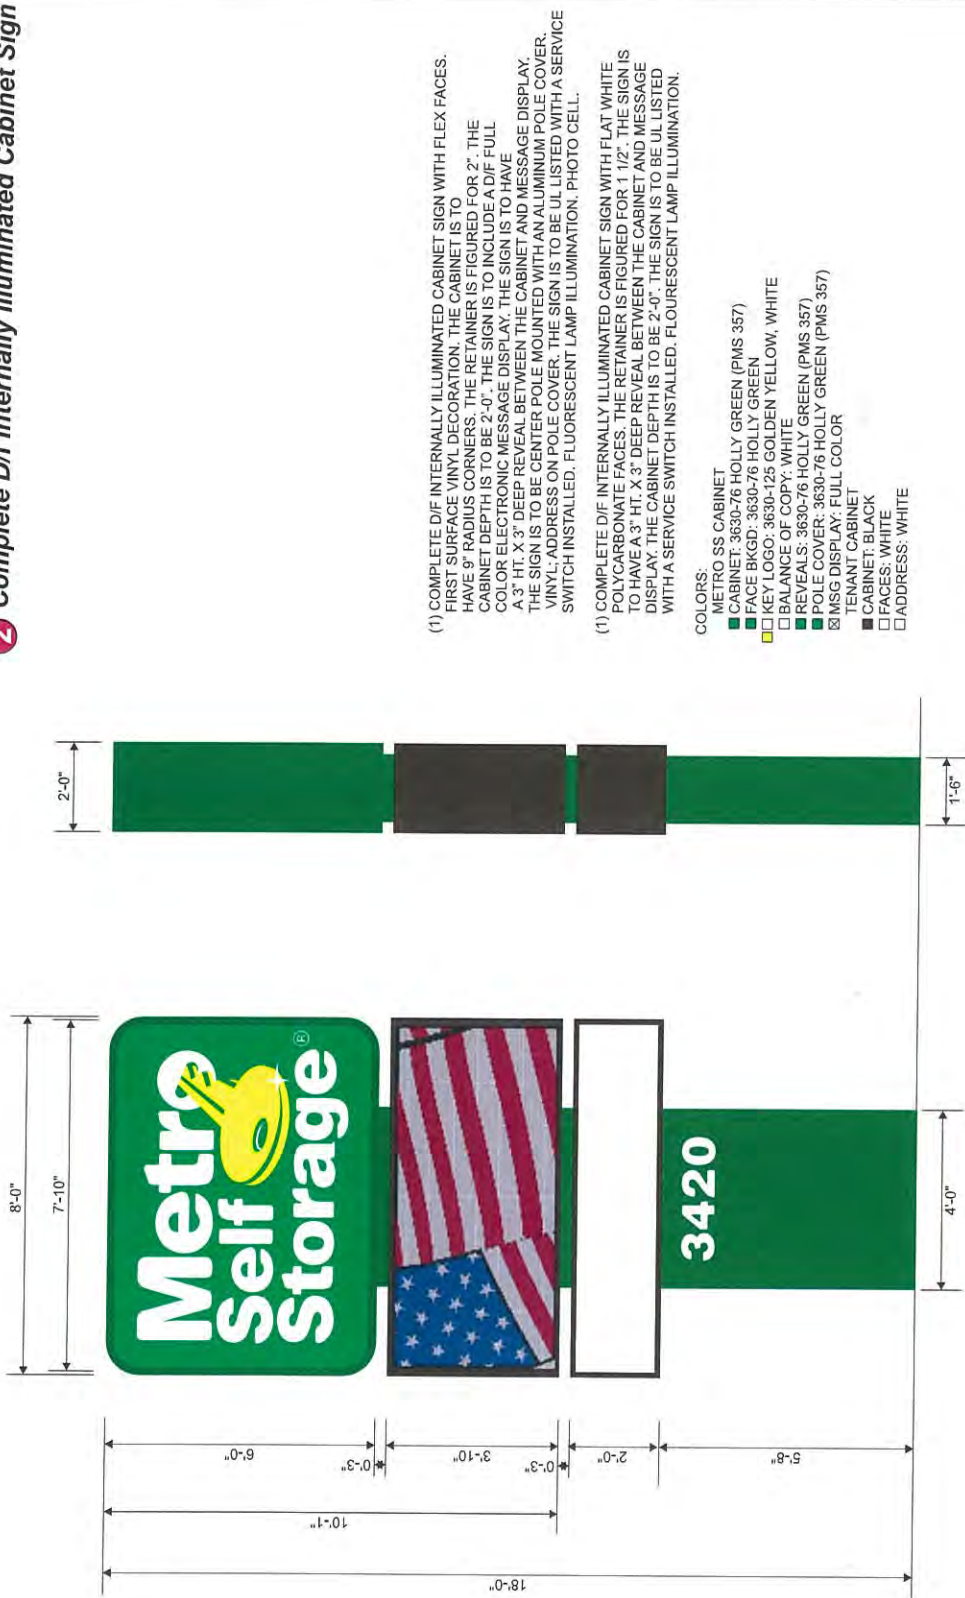 2 Complete D/F Internally Illuminated Cabinet Sign
8'-0"
7'-10"
2'-0"
Metro
Self
Storage®
3420
6'-0"
0'-3"
3'-10"
0'-3"
2'-0"
5'-8"
10'-1"
18'-0"
4'-0"
1'-6"
(1) COMPLETE D/F INTERNALLY ILLUMINATED CABINET SIGN WITH FLEX FACES.
FIRST SURFACE VINYL DECORATION. THE CABINET IS TO
HAVE 9" RADIUS CORNERS. THE RETAINER IS FIGURED FOR 2". THE
CABINET DEPTH IS TO BE 2'-0". THE SIGN IS TO INCLUDE A D/F FULL
COLOR ELECTRONIC MESSAGE DISPLAY. THE SIGN IS TO HAVE
A 3" HT. X 3" DEEP REVEAL BETWEEN THE CABINET AND MESSAGE DISPLAY.
THE SIGN IS TO BE CENTER POLE MOUNTED WITH AN ALUMINUM POLE COVER.
VINYL; ADDRESS ON POLE COVER. THE SIGN IS TO BE UL LISTED WITH A SERVICE
SWITCH INSTALLED. FLUORESCENT LAMP ILLUMINATION. PHOTO CELL.
(1) COMPLETE D/F INTERNALLY ILLUMINATED CABINET SIGN WITH FLAT WHITE
POLYCARBONATE FACES. THE RETAINER IS FIGURED FOR 1 1/2". THE SIGN IS
TO HAVE A 3" HT. X 3" DEEP REVEAL BETWEEN THE CABINET AND MESSAGE
DISPLAY. THE CABINET DEPTH IS TO BE 2'-0". THE SIGN IS TO BE UL LISTED
WITH A SERVICE SWITCH INSTALLED. FLOURESCENT LAMP ILLUMINATION.
COLORS:
METRO SS CABINET
CABINET: 3630-76 HOLLY GREEN (PMS 357)
FACE BKGD: 3630-76 HOLLY GREEN
KEY LOGO: 3630-125 GOLDEN YELLOW, WHITE
BALANCE OF COPY: WHITE
REVEALS: 3630-76 HOLLY GREEN (PMS 357)
POLE COVER: 3630-76 HOLLY GREEN (PMS 357)
MSG DISPLAY: FULL COLOR
TENANT CABINET
CABINET: BLACK
FACES: WHITE
ADDRESS: WHITE